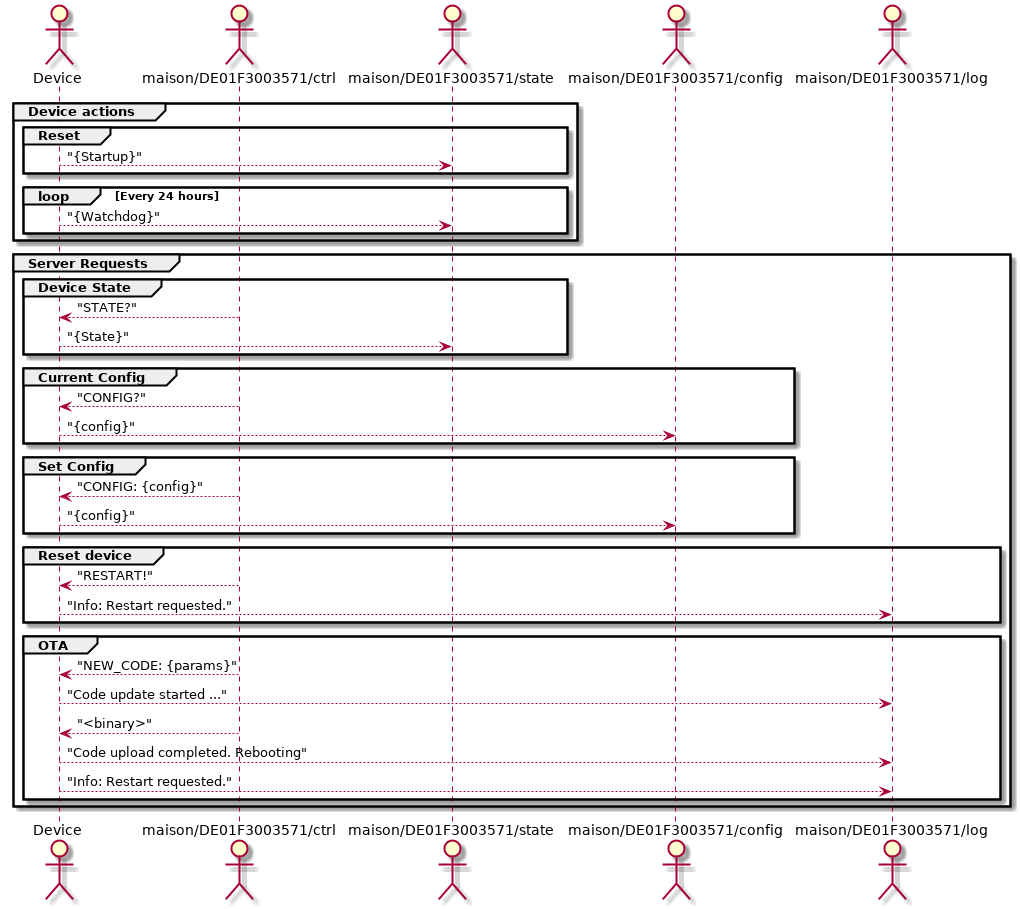 Device maison/DE01F3003571/ctrl maison/DE01F3003571/state maison/DE01F3003571/config maison/DE01F3003571/log
Device actions
Reset
"{Startup}"
loop [Every 24 hours]
"{Watchdog}"
Server Requests
Device State
"STATE?"
"{State}"
Current Config
"CONFIG?"
"{config}"
Set Config
"CONFIG: {config}"
"{config}"
Reset device
"RESTART!"
"Info: Restart requested."
OTA
"NEW_CODE: {params}"
"Code update started ..."
"<binary>"
"Code upload completed. Rebooting"
"Info: Restart requested."
Device maison/DE01F3003571/ctrl maison/DE01F3003571/state maison/DE01F3003571/config maison/DE01F3003571/log